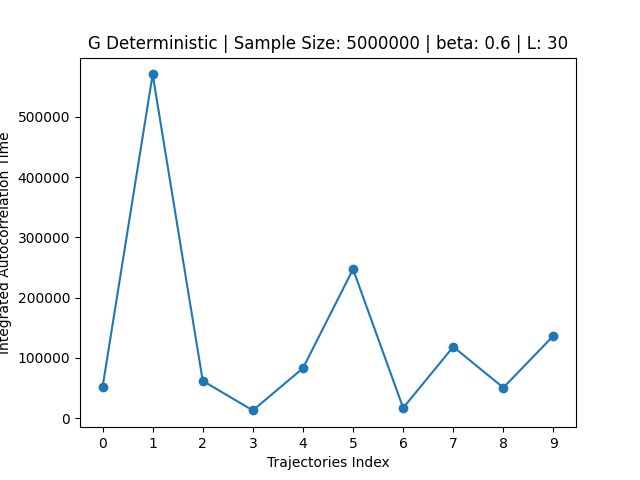 G Deterministic | Sample Size: 5000000 | beta: 0.6 | L: 30
Integrated Autocorrelation Time
500000
400000
300000
200000
100000
0
0 1 2 3 4 5 6 7 8 9
Trajectories Index